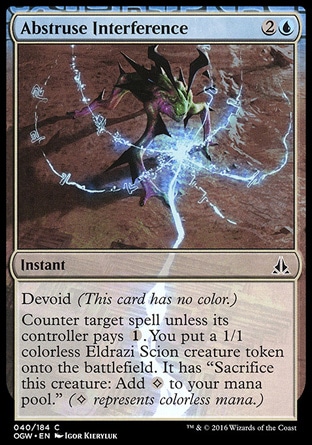 Abstruse Interference 2
Instant
Devoid (This card has no color.)
Counter target spell unless its
controller pays 1. You put a 1/1
colorless Eldrazi Scion creature token
onto the battlefield. It has “Sacrifice
this creature: Add ◇ to your mana
pool.” (◇ represents colorless mana.)
040/184 C
OGW • EN Igor Kieryluk
™ & © 2016 Wizards of the Coast